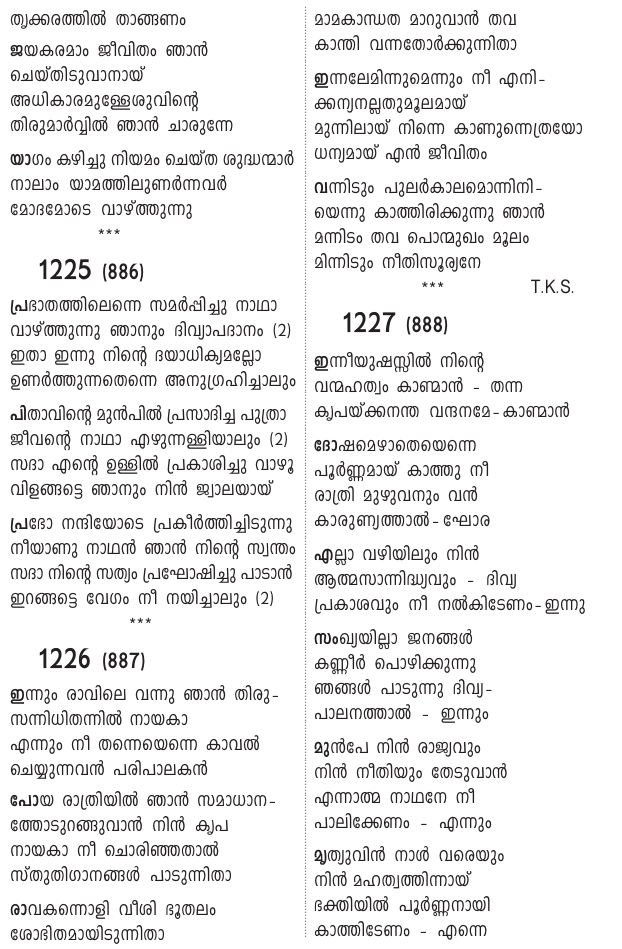 തൃക്കരത്തിൽ താങ്ങണം
ജയകരമാം ജീവിതം ഞാൻ
ചെയ്തിടുവാനായ്
അധികാരമുള്ളേശുവിന്റെ
തിരുമാർവ്വിൽ ഞാൻ ചാരുന്നേ
യാഗം കഴിച്ചു നിയമം ചെയ്ത ശുദ്ധന്മാർ
നാലാം യാമത്തിലുണർന്നവർ
മോദമോടെ വാഴ്ത്തുന്നു
***
1225 (886)
പ്രഭാതത്തിലെന്നെ സമർപ്പിച്ചു നാഥാ
വാഴ്ത്തുന്നു ഞാനും ദിവ്യാപദാനം (2)
ഇതാ ഇന്നു നിന്റെ ദയാധിക്യമല്ലോ
ഉണർത്തുന്നതെന്നെ അനുഗ്രഹിച്ചാലും
പിതാവിന്റെ മുൻപിൽ പ്രസാദിച്ച പുത്രാ
ജീവന്റെ നാഥാ എഴുന്നള്ളിയാലും (2)
സദാ എന്റെ ഉള്ളിൽ പ്രകാശിച്ചു വാഴൂ
വിളങ്ങട്ടെ ഞാനും നിൻ ജ്വാലയായ്
പ്രഭോ നന്ദിയോടെ പ്രകീർത്തിച്ചിടുന്നു
നീയാണു നാഥൻ ഞാൻ നിന്റെ സ്വന്തം
സദാ നിന്റെ സത്യം പ്രഘോഷിച്ചു പാടാൻ
ഇറങ്ങട്ടെ വേഗം നീ നയിച്ചാലും (2)
***
1226 (887)
ഇന്നും രാവിലെ വന്നു ഞാൻ തിരു-
സന്നിധിതന്നിൽ നായകാ
എന്നും നീ തന്നെയെന്നെ കാവൽ
ചെയ്യുന്നവൻ പരിപാലകൻ
പോയ രാത്രിയിൽ ഞാൻ സമാധാന-
ത്തോടുറങ്ങുവാൻ നിൻ കൃപ
നായകാ നീ ചൊരിഞ്ഞതാൽ
സ്തുതിഗാനങ്ങൾ പാടുന്നിതാ
രാവകന്നൊളി വീശി ഭൂതലം
ശോഭിതമായിടുന്നിതാ
മാമകാന്ധത മാറുവാൻ തവ
കാന്തി വന്നതോർക്കുന്നിതാ
ഇന്നലേമിന്നുമെന്നും നീ എനി-
ക്കന്യനല്ലതുമൂലമായ്
മുന്നിലായ് നിന്നെ കാണുന്നെത്രയോ
ധന്യമായ് എൻ ജീവിതം
വന്നിടും പുലർകാലമൊന്നിനി-
യെന്നു കാത്തിരിക്കുന്നു ഞാൻ
മന്നിടം തവ പൊന്മുഖം മൂലം
മിന്നിടും നീതിസൂര്യനേ
*** T.K.S.
1227 (888)
ഇന്നീയുഷസ്സിൽ നിന്റെ
വന്മഹത്വം കാണ്മാൻ - തന്ന
കൃപയ്ക്കനന്ത വന്ദനമേ-കാണ്മാൻ
ദോഷമെഴാതെയെന്നെ
പൂർണ്ണമായ് കാത്തു നീ
രാത്രി മുഴുവനും വൻ
കാരുണ്യത്താൽ-ഘോര
എല്ലാ വഴിയിലും നിൻ
ആത്മസാന്നിദ്ധ്യവും - ദിവ്യ
പ്രകാശവും നീ നൽകിടേണം-ഇന്നു
സംഖ്യയില്ലാ ജനങ്ങൾ
കണ്ണീർ പൊഴിക്കുന്നു
ഞങ്ങൾ പാടുന്നു ദിവ്യ-
പാലനത്താൽ - ഇന്നും
മുൻപേ നിൻ രാജ്യവും
നിൻ നീതിയും തേടുവാൻ
എന്നാത്മ നാഥനേ നീ
പാലിക്കേണം - എന്നും
മൃത്യുവിൻ നാൾ വരെയും
നിൻ മഹത്വത്തിന്നായ്
ഭക്തിയിൽ പൂർണ്ണനായി
കാത്തിടേണം - എന്നെ